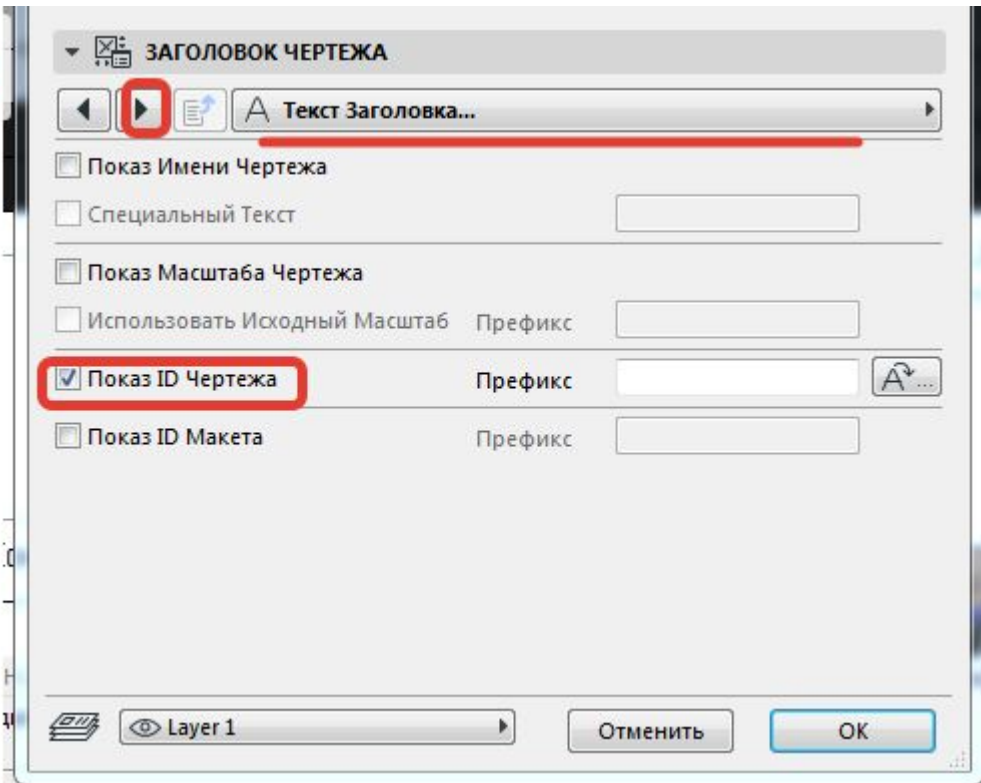 ЗАГОЛОВОК ЧЕРТЕЖА
Текст Заголовка...
Показ Имени Чертежа
Специальный Текст
Показ Масштаба Чертежа
Использовать Исходный Масштаб Префикс
Показ ID Чертежа Префикс
Показ ID Макета Префикс
Layer 1 Отменить OK